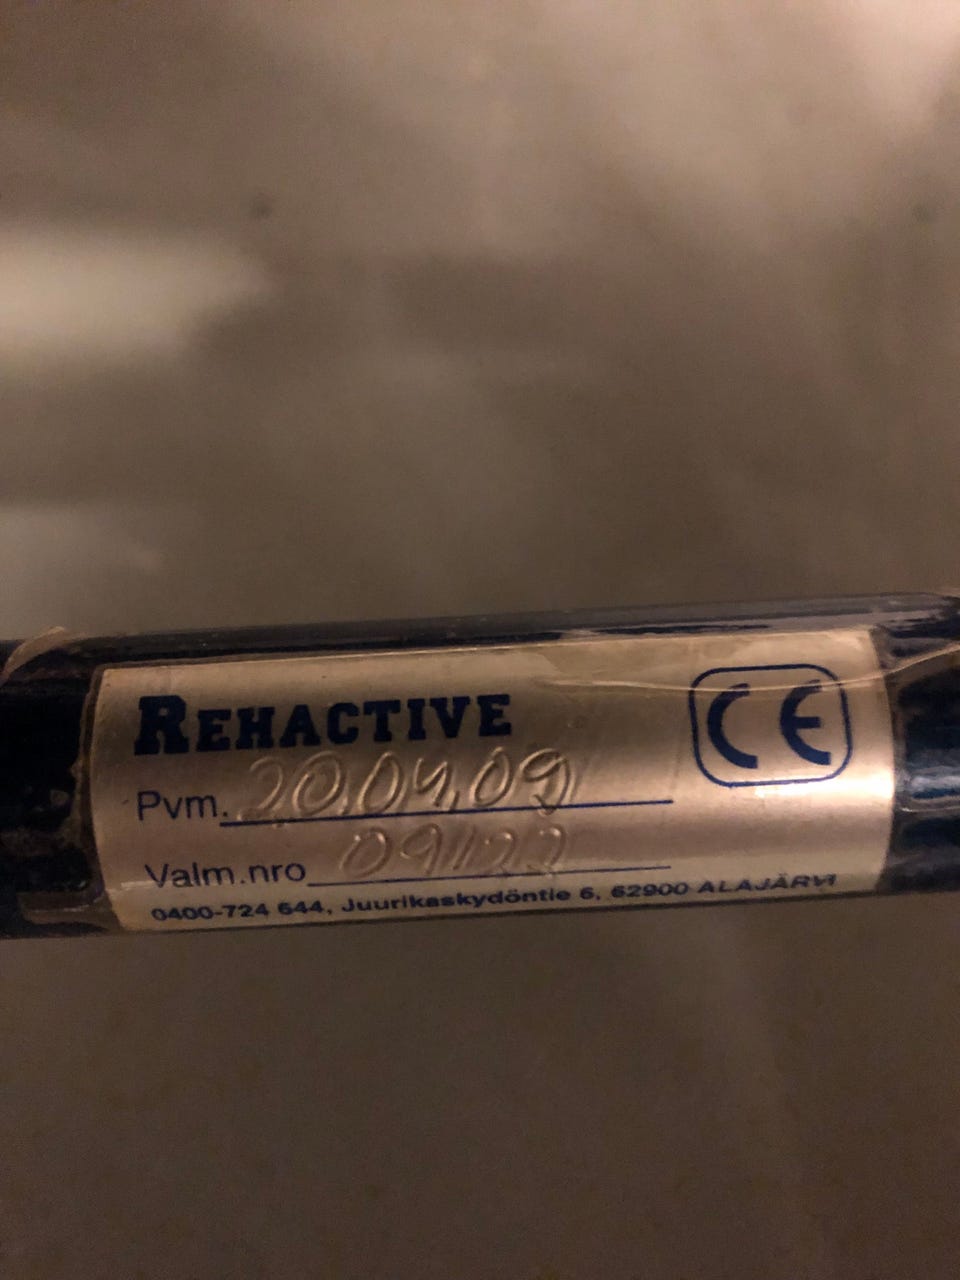 REHACTIVE
CE
Pvm. 20.04.09
Valm.nro 09122
0400-724 644, Juurikaskydöntie 6, 62900 ALAJÄRVI